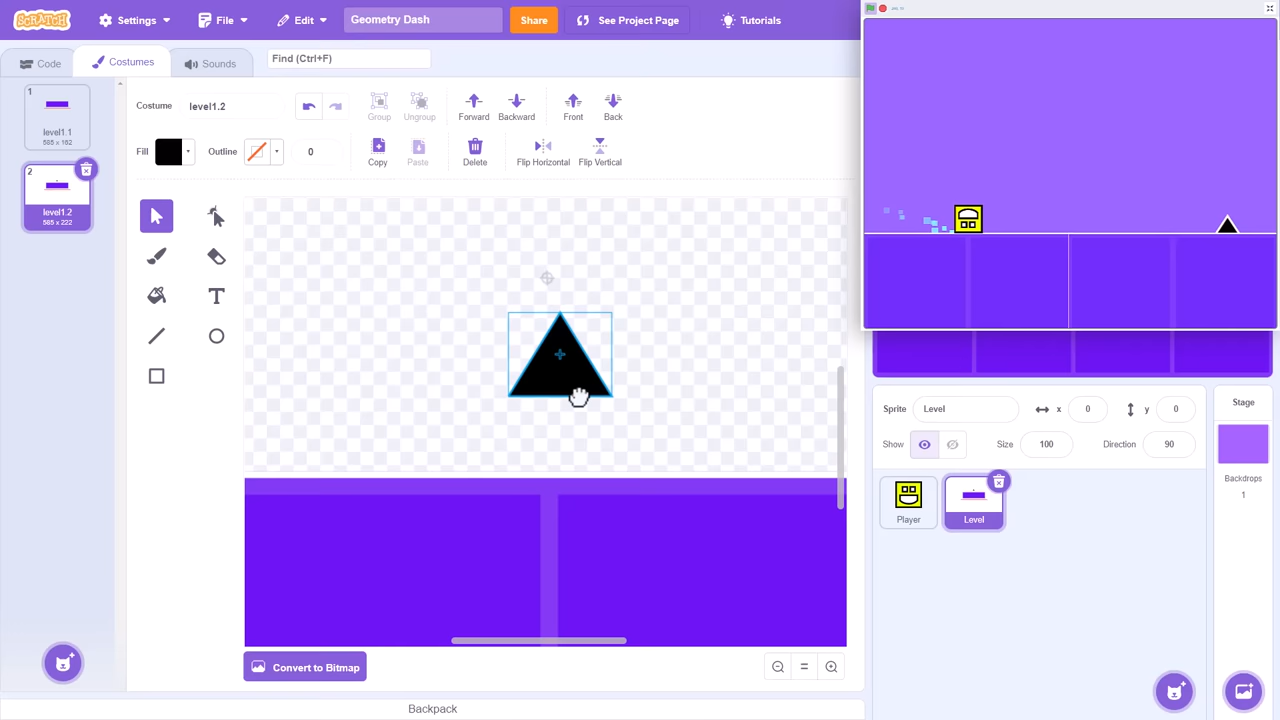 SCRATCH Settings File Edit Geometry Dash Share See Project Page Tutorials
Code Costumes Sounds Find (Ctrl+F)
1
level1.1
585 x 162
2
level1.2
585 x 222
Costume level1.2 Group Ungroup Forward Backward Front Back
Fill Outline 0 Copy Paste Delete Flip Horizontal Flip Vertical
T
Convert to Bitmap
Backpack
Sprite Level x 0 y 0
Show Size 100 Direction 90
Player
Level
Stage
Backdrops
1